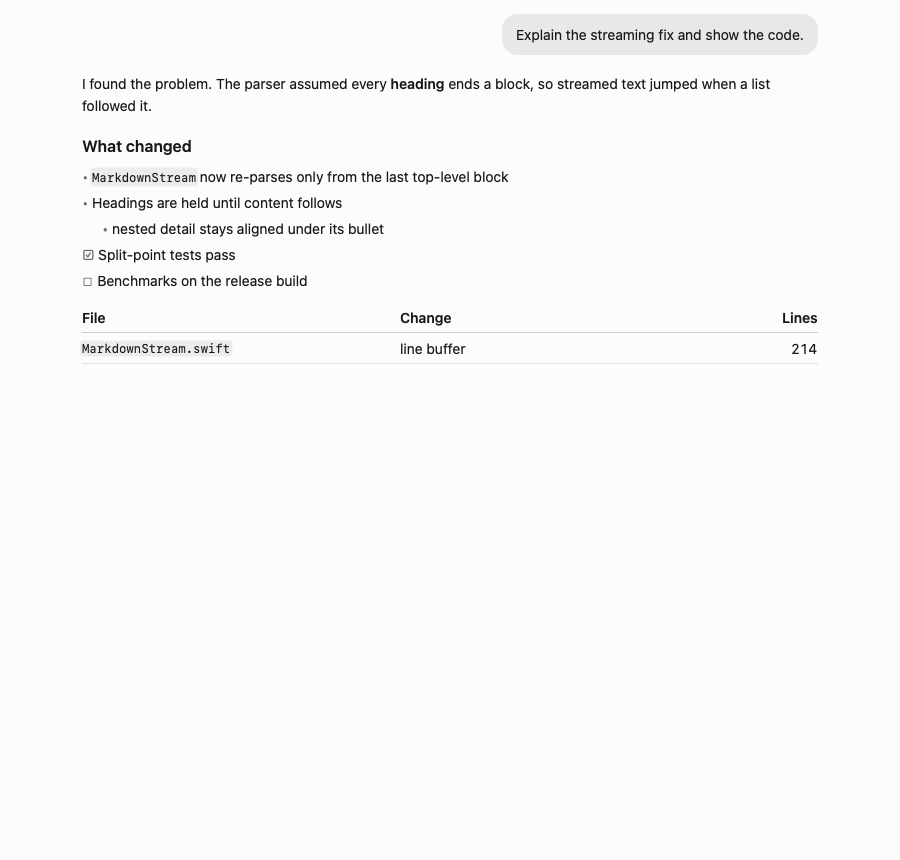 Explain the streaming fix and show the code.
I found the problem. The parser assumed every heading ends a block, so streamed text jumped when a list
followed it.
What changed
• MarkdownStream now re-parses only from the last top-level block
• Headings are held until content follows
• nested detail stays aligned under its bullet
☑ Split-point tests pass
☐ Benchmarks on the release build
File Change Lines
MarkdownStream.swift line buffer 214